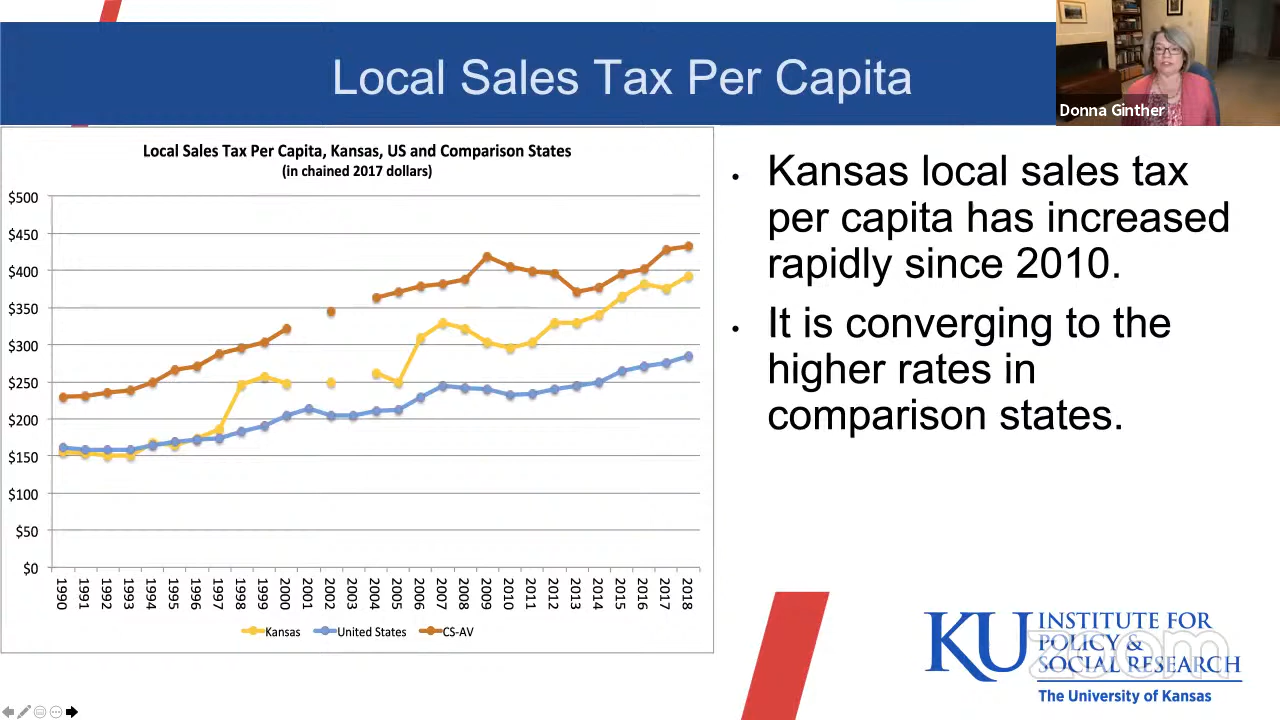 Local Sales Tax Per Capita
Donna Ginther
Local Sales Tax Per Capita, Kansas, US and Comparison States
(in chained 2017 dollars)
$500
$450
$400
$350
$300
$250
$200
$150
$100
$50
$0
1990 1991 1992 1993 1994 1995 1996 1997 1998 1999 2000 2001 2002 2003 2004 2005 2006 2007 2008 2009 2010 2011 2012 2013 2014 2015 2016 2017 2018
Kansas United States CS-AV
• Kansas local sales tax
per capita has increased
rapidly since 2010.
• It is converging to the
higher rates in
comparison states.
KU INSTITUTE FOR
POLICY &
SOCIAL RESEARCH
zoom
The University of Kansas